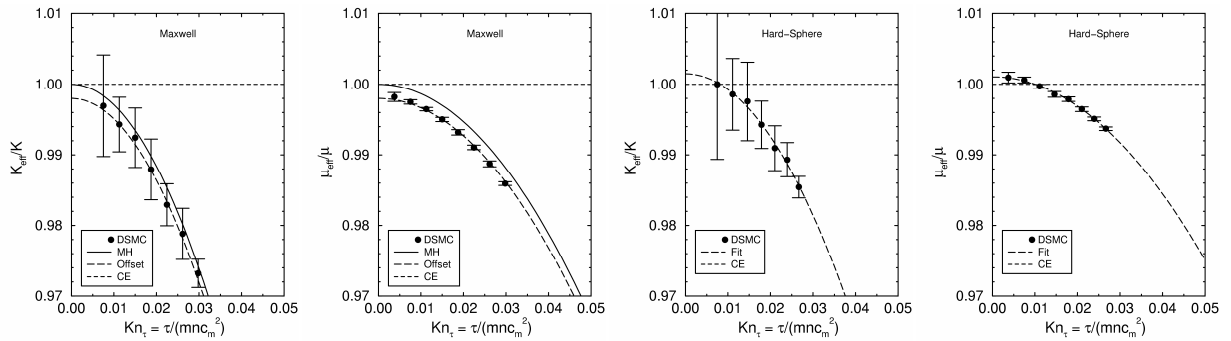 Maxwell
K_eff/K
1.01
1.00
0.99
0.98
0.97
DSMC
MH
Offset
CE
0.00 0.01 0.02 0.03 0.04 0.05
Kn_τ = τ/(mnc_m^2)
Maxwell
μ_eff/μ
1.01
1.00
0.99
0.98
0.97
DSMC
MH
Offset
CE
0.00 0.01 0.02 0.03 0.04 0.05
Kn_τ = τ/(mnc_m^2)
Hard-Sphere
K_eff/K
1.01
1.00
0.99
0.98
0.97
DSMC
Fit
CE
0.00 0.01 0.02 0.03 0.04 0.05
Kn_τ = τ/(mnc_m^2)
Hard-Sphere
μ_eff/μ
1.01
1.00
0.99
0.98
0.97
DSMC
Fit
CE
0.00 0.01 0.02 0.03 0.04 0.05
Kn_τ = τ/(mnc_m^2)